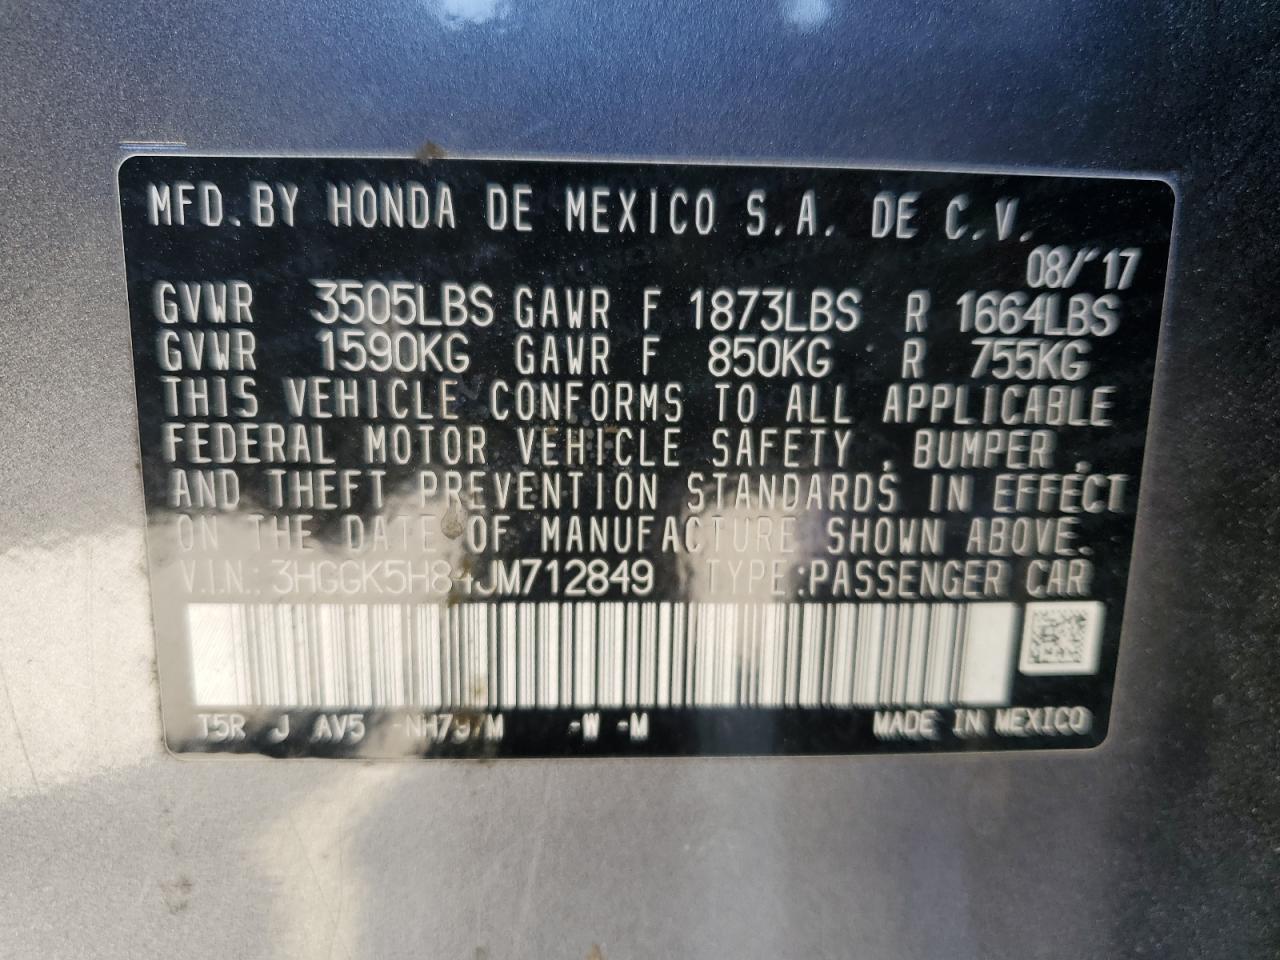 MFD. BY HONDA DE MEXICO S.A. DE C.V.
08/'17
GVWR 3505LBS GAWR F 1873LBS R 1664LBS
GVWR 1590KG GAWR F 850KG R 755KG
THIS VEHICLE CONFORMS TO ALL APPLICABLE
FEDERAL MOTOR VEHICLE SAFETY, BUMPER,
AND THEFT PREVENTION STANDARDS IN EFFECT
ON THE DATE OF MANUFACTURE SHOWN ABOVE.
V.I.N.: 3HGGK5H84JM712849 TYPE:PASSENGER CAR
T5R J AV5 -NH797M -W -M MADE IN MEXICO